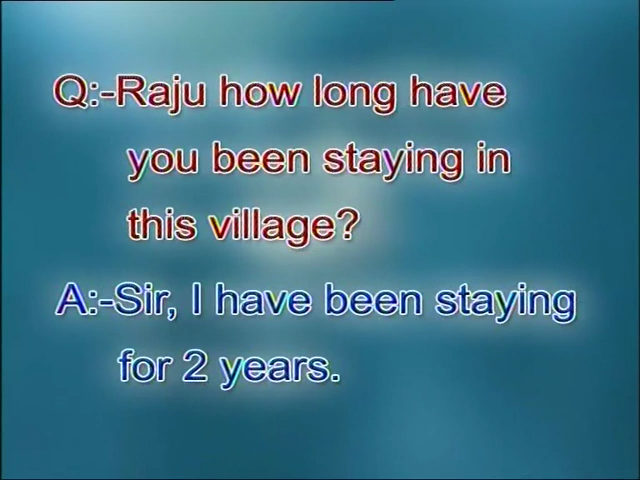 Q:-Raju how long have
you been staying in
this village?
A:-Sir, I have been staying
for 2 years.